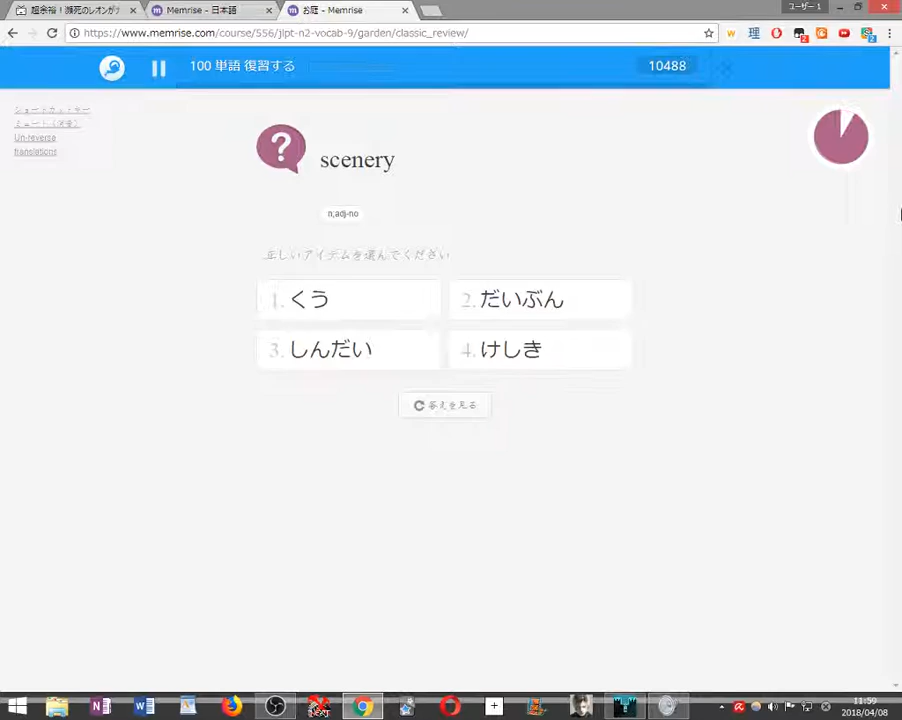 超余裕！瀕死のレオンが
Memrise - 日本語
お庭 - Memrise
ユーザー 1
https://www.memrise.com/course/556/jlpt-n2-vocab-9/garden/classic_review/
100 単語 復習する
10488
Un-reverse
translations
scenery
n,adj-no
正しいアイテムを選んでください
1. くう
2. だいぶん
3. しんだい
4. けしき
答えを見る
11:59
2018/04/08